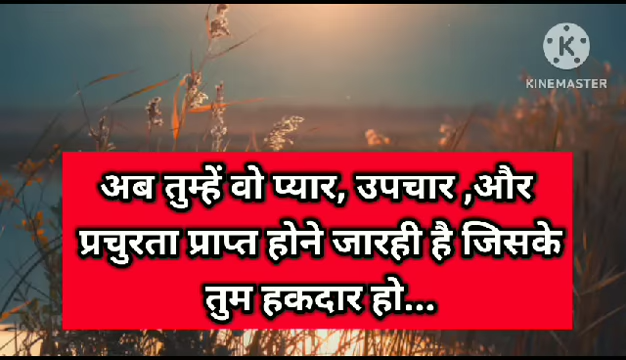 KINEMASTER
अब तुम्हें वो प्यार, उपचार ,और
प्रचुरता प्राप्त होने जारही है जिसके
तुम हकदार हो...